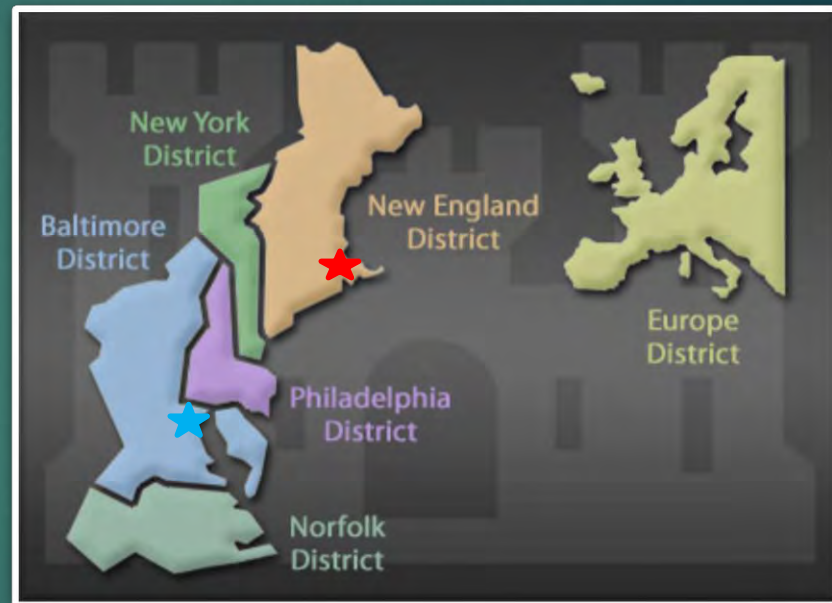 New York
District
Baltimore
District
New England
District
Europe
District
Philadelphia
District
Norfolk
District